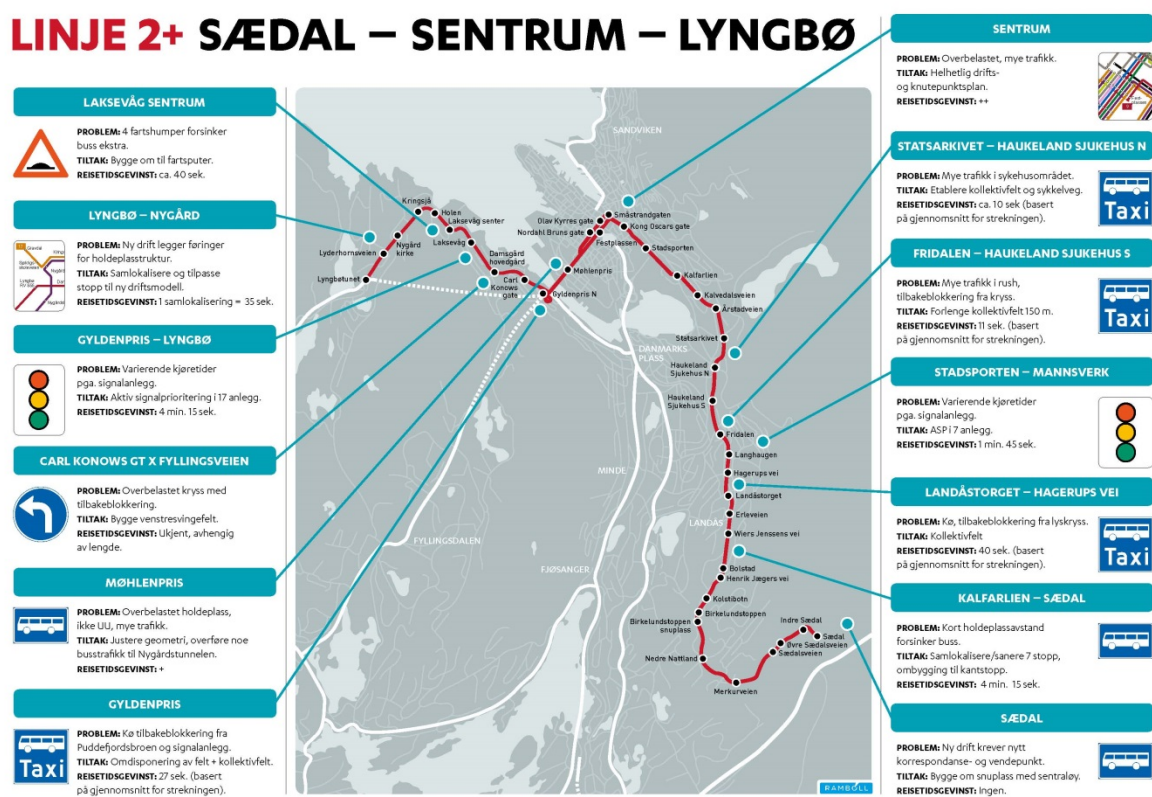 LINJE 2+ SÆDAL – SENTRUM – LYNGBØ
LAKSEVÅG SENTRUM
PROBLEM: 4 fartshumper forsinker
buss ekstra.
TILTAK: Bygge om til fartsputer.
REISETIDSGEVINST: ca. 40 sek.
LYNGBØ – NYGÅRD
PROBLEM: Ny drift legger føringer
for holdeplasstruktur.
TILTAK: Samlokalisere og tilpasse
stopp til ny driftsmodell.
REISETIDSGEVINST: 1 samlokalisering = 35 sek.
GYLDENPRIS – LYNGBØ
PROBLEM: Varierende kjøretider
pga. signalanlegg.
TILTAK: Aktiv signalprioritering i 17 anlegg.
REISETIDSGEVINST: 4 min. 15 sek.
CARL KONOWS GT X FYLLINGSVEIEN
PROBLEM: Overbelastet kryss med
tilbakeblokkering.
TILTAK: Bygge venstresvingefelt.
REISETIDSGEVINST: Ukjent, avhengig
av lengde.
MØHLENPRIS
PROBLEM: Overbelastet holdeplass,
ikke UU, mye trafikk.
TILTAK: Justere geometri, overføre noe
busstrafikk til Nygårdstunnelen.
REISETIDSGEVINST: +
GYLDENPRIS
Taxi
PROBLEM: Kø tilbakeblokkering fra
Puddefjordsbroen og signalanlegg.
TILTAK: Omdisponering av felt + kollektivfelt.
REISETIDSGEVINST: 27 sek. (basert
på gjennomsnitt for strekningen).
SANDVIKEN
Kringsjå
Holen
Laksevåg senter
Laksevåg
Nygård
kirke
Lyderhornsveien
Lyngbøtunet
Damsgård
hovedgård
Carl
Konows
gate
Gyldenpris N
Møhlenpris
Olav Kyrres gate
Nordahl Bruns gate
Småstrandgaten
Kong Oscars gate
Festplassen
Stadsporten
Kalfarlien
Kalvedalsveien
Årstadveien
Statsarkivet
DANMARKS
PLASS
Haukeland
Sjukehus N
Haukeland
Sjukehus S
Fridalen
Langhaugen
MINDE
Hagerups vei
Landåstorget
Erleveien
LANDÅS
Wiers Jenssens vei
FYLLINGSDALEN
FJØSANGER
Bolstad
Henrik Jægers vei
Kolstibotn
Birkelundstoppen
Birkelundstoppen
snuplass
Indre Sædal
Sædal
Øvre Sædalsveien
Sædalsveien
Nedre Nattland
Merkurveien
RAMBOLL
SENTRUM
PROBLEM: Overbelastet, mye trafikk.
TILTAK: Helhetlig drifts-
og knutepunktsplan.
REISETIDSGEVINST: ++
STATSARKIVET – HAUKELAND SJUKEHUS N
PROBLEM: Mye trafikk i sykehusområdet.
TILTAK: Etablere kollektivfelt og sykkelveg.
REISETIDSGEVINST: ca. 10 sek (basert
på gjennomsnitt for strekningen).
Taxi
FRIDALEN – HAUKELAND SJUKEHUS S
PROBLEM: Mye trafikk i rush,
tilbakeblokkering fra kryss.
TILTAK: Forlenge kollektivfelt 150 m.
REISETIDSGEVINST: 11 sek. (basert
på gjennomsnitt for strekningen).
Taxi
STADSPORTEN – MANNSVERK
PROBLEM: Varierende kjøretider
pga. signalanlegg.
TILTAK: ASP i 7 anlegg.
REISETIDSGEVINST: 1 min. 45 sek.
LANDÅSTORGET – HAGERUPS VEI
PROBLEM: Kø, tilbakeblokkering fra lyskryss.
TILTAK: Kollektivfelt
REISETIDSGEVINST: 40 sek. (basert
på gjennomsnitt for strekningen).
Taxi
KALFARLIEN – SÆDAL
PROBLEM: Kort holdeplassavstand
forsinker buss.
TILTAK: Samlokalisere/sanere 7 stopp,
ombygging til kantstopp.
REISETIDSGEVINST: 4 min. 15 sek.
SÆDAL
PROBLEM: Ny drift krever nytt
korrespondanse- og vendepunkt.
TILTAK: Bygge om snuplass med sentraløy.
REISETIDSGEVINST: Ingen.